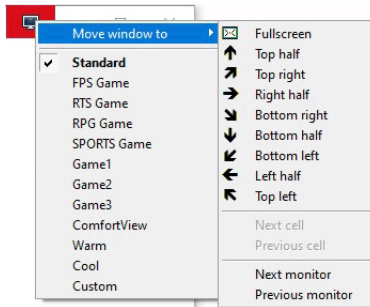 Move window to
Standard
FPS Game
RTS Game
RPG Game
SPORTS Game
Game1
Game2
Game3
ComfortView
Warm
Cool
Custom
Fullscreen
Top half
Top right
Right half
Bottom right
Bottom half
Bottom left
Left half
Top left
Next cell
Previous cell
Next monitor
Previous monitor